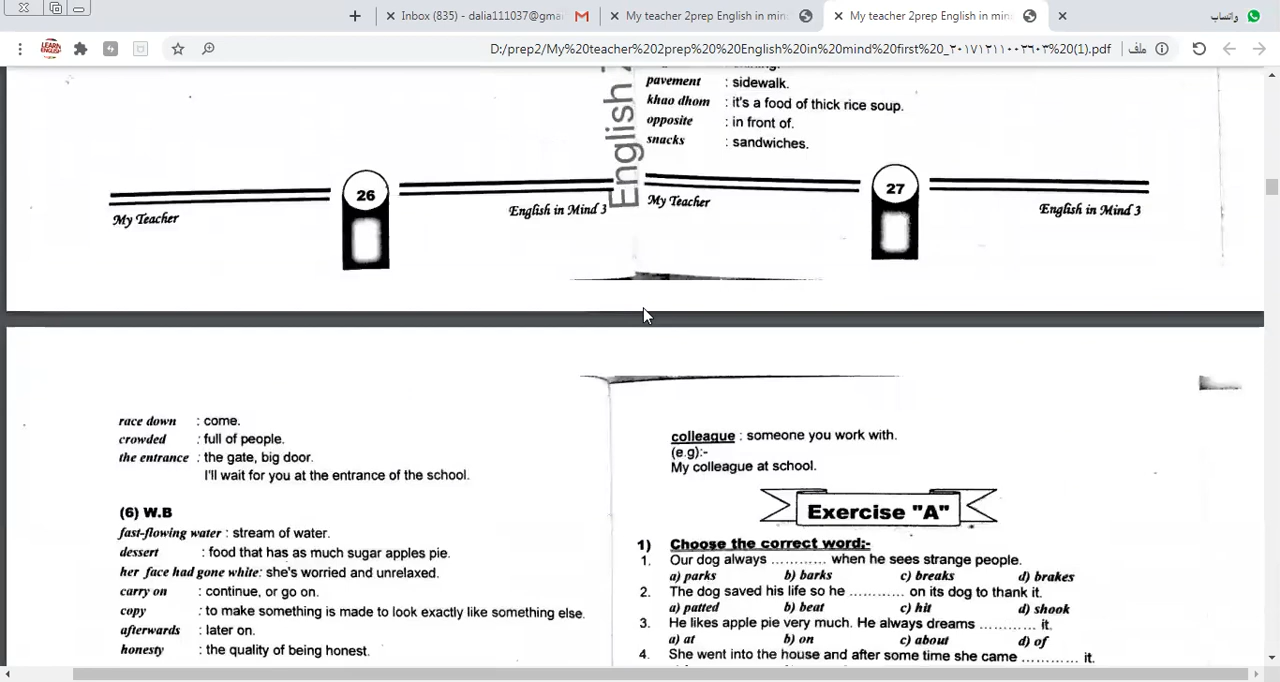 Inbox (835) - dalia111037@gmai
My teacher 2prep English in min
My teacher 2prep English in min
واتساب
D:/prep2/My%20teacher%202prep%20%20English%20in%20mind%20first%20_٢٠١٧١٢١١٠٠٢٦٠٣%20(1).pdf
ملف
English
pavement : sidewalk.
khao dhom : it's a food of thick rice soup.
opposite : in front of.
snacks : sandwiches.
26
My Teacher
English in Mind 3
27
My Teacher
English in Mind 3
race down : come.
crowded : full of people.
the entrance : the gate, big door.
I'll wait for you at the entrance of the school.
(6) W.B
fast-flowing water : stream of water.
dessert : food that has as much sugar apples pie.
her face had gone white: she's worried and unrelaxed.
carry on : continue, or go on.
copy : to make something is made to look exactly like something else.
afterwards : later on.
honesty : the quality of being honest.
colleague : someone you work with.
(e.g):-
My colleague at school.
Exercise "A"
1) Choose the correct word:-
1. Our dog always ............ when he sees strange people.
a) parks b) barks c) breaks d) brakes
2. The dog saved his life so he ............ on its dog to thank it.
a) patted b) beat c) hit d) shook
3. He likes apple pie very much. He always dreams ............ it.
a) at b) on c) about d) of
4. She went into the house and after some time she came ............ it.